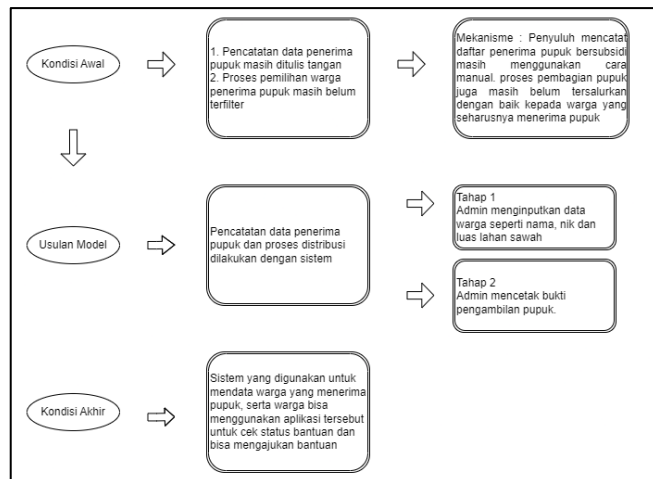 Kondisi Awal
1. Pencatatan data penerima
pupuk masih ditulis tangan
2. Proses pemilihan warga
penerima pupuk masih belum
terfilter
Mekanisme : Penyuluh mencatat
daftar penerima pupuk bersubsidi
masih menggunakan cara
manual. proses pembagian pupuk
juga masih belum tersalurkan
dengan baik kepada warga yang
seharusnya menerima pupuk
Usulan Model
Pencatatan data penerima
pupuk dan proses distribusi
dilakukan dengan sistem
Tahap 1
Admin menginputkan data
warga seperti nama, nik dan
luas lahan sawah
Tahap 2
Admin mencetak bukti
pengambilan pupuk.
Kondisi Akhir
Sistem yang digunakan untuk
mendata warga yang menerima
pupuk, serta warga bisa
menggunakan aplikasi tersebut
untuk cek status bantuan dan
bisa mengajukan bantuan